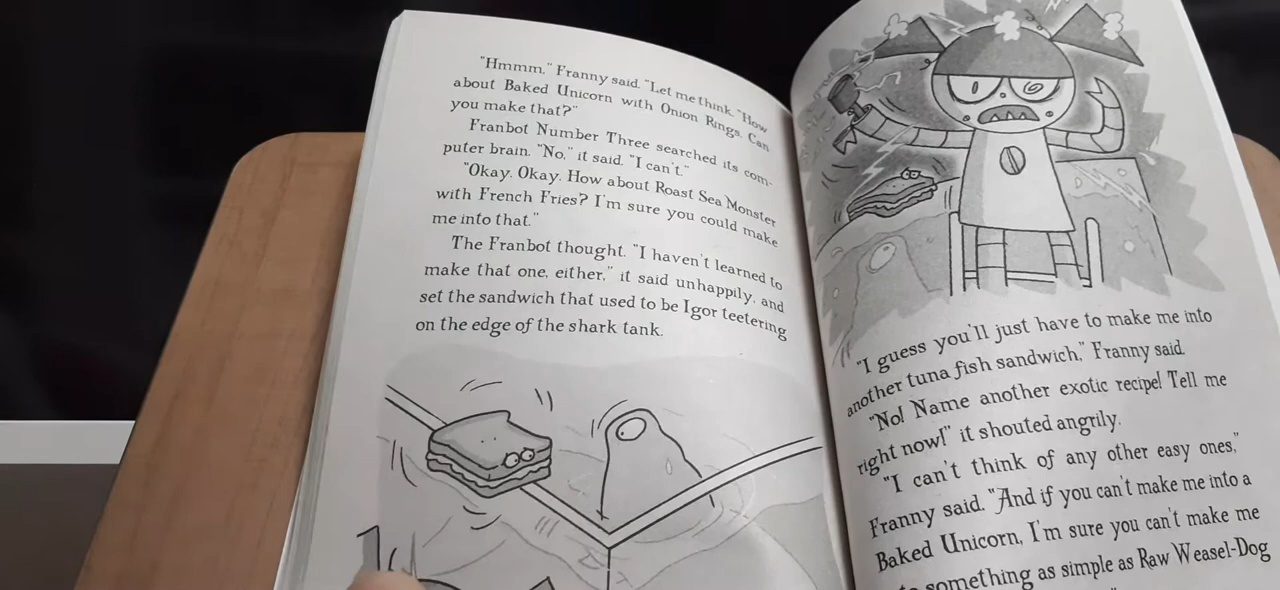 "Hmmm," Franny said. "Let me think. "How
about Baked Unicorn with Onion Rings. Can
you make that?"
Franbot Number Three searched its com-
puter brain. "No," it said. "I can't."
"Okay. Okay. How about Roast Sea Monster
with French Fries? I'm sure you could make
me into that."
The Franbot thought. "I haven't learned to
make that one, either," it said unhappily, and
set the sandwich that used to be Igor teetering
on the edge of the shark tank.
"I guess you'll just have to make me into
another tuna fish sandwich," Franny said.
"No! Name another exotic recipe! Tell me
right now!" it shouted angrily.
"I can't think of any other easy ones,"
Franny said. "And if you can't make me into a
Baked Unicorn, I'm sure you can't make me
something as simple as Raw Weasel-Dog